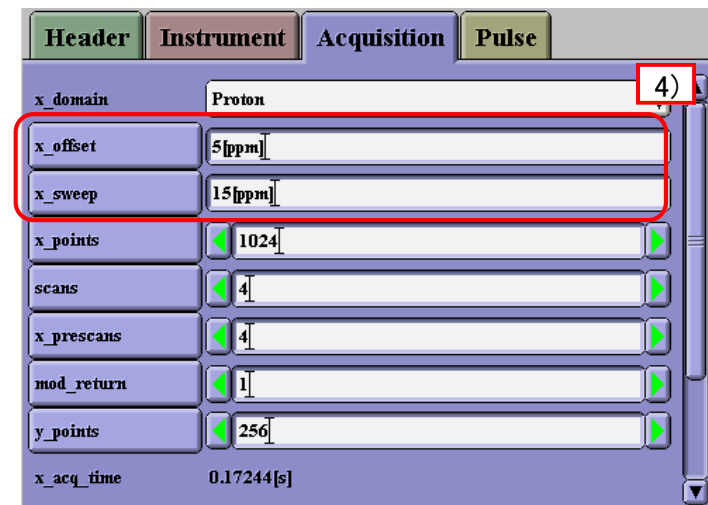 Header Instrument Acquisition Pulse
4)
x_domain Proton
x_offset 5[ppm]
x_sweep 15[ppm]
x_points 1024
scans 4
x_prescans 4
mod_return 1
y_points 256
x_acq_time 0.17244[s]